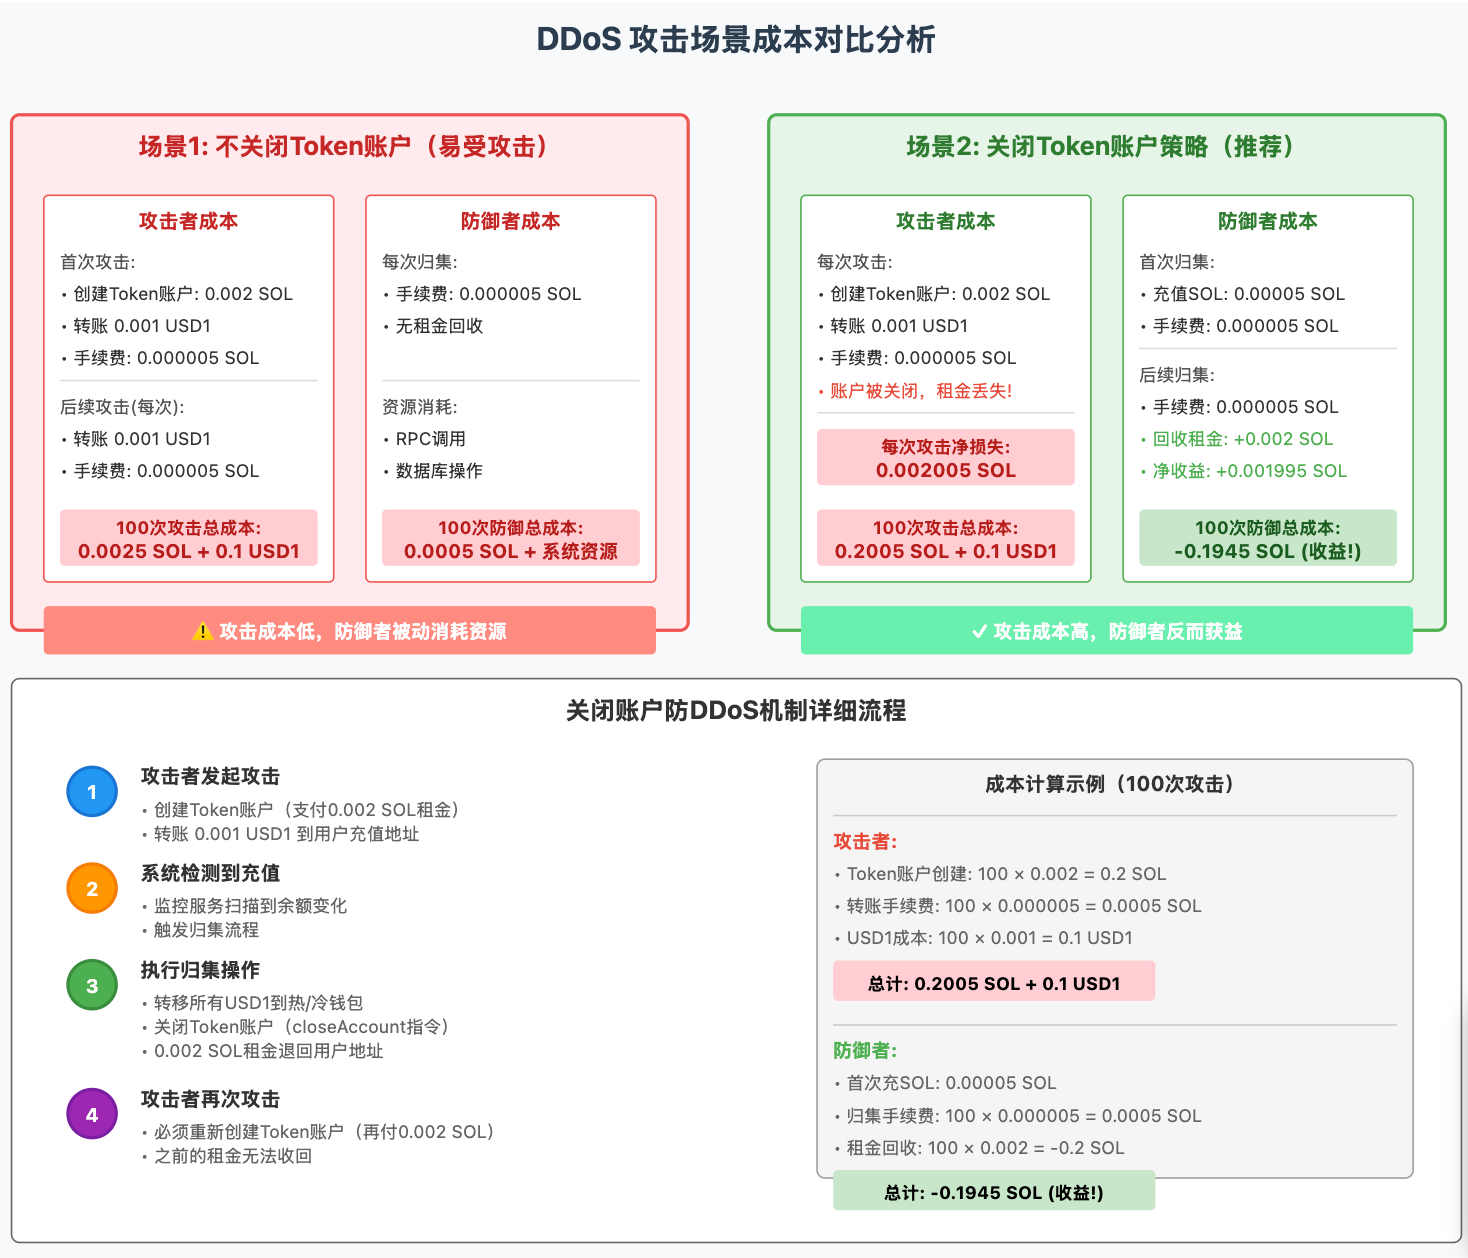 DDoS 攻击场景成本对比分析
场景1: 不关闭Token账户（易受攻击）
攻击者成本
首次攻击:
• 创建Token账户: 0.002 SOL
• 转账 0.001 USD1
• 手续费: 0.000005 SOL
后续攻击(每次):
• 转账 0.001 USD1
• 手续费: 0.000005 SOL
100次攻击总成本:
0.0025 SOL + 0.1 USD1
防御者成本
每次归集:
• 手续费: 0.000005 SOL
• 无租金回收
资源消耗:
• RPC调用
• 数据库操作
100次防御总成本:
0.0005 SOL + 系统资源
⚠️ 攻击成本低，防御者被动消耗资源
场景2: 关闭Token账户策略（推荐）
攻击者成本
每次攻击:
• 创建Token账户: 0.002 SOL
• 转账 0.001 USD1
• 手续费: 0.000005 SOL
• 账户被关闭，租金丢失!
每次攻击净损失:
0.002005 SOL
100次攻击总成本:
0.2005 SOL + 0.1 USD1
防御者成本
首次归集:
• 充值SOL: 0.00005 SOL
• 手续费: 0.000005 SOL
后续归集:
• 手续费: 0.000005 SOL
• 回收租金: +0.002 SOL
• 净收益: +0.001995 SOL
100次防御总成本:
-0.1945 SOL (收益!)
✓ 攻击成本高，防御者反而获益
关闭账户防DDoS机制详细流程
1
攻击者发起攻击
• 创建Token账户（支付0.002 SOL租金）
• 转账 0.001 USD1 到用户充值地址
2
系统检测到充值
• 监控服务扫描到余额变化
• 触发归集流程
3
执行归集操作
• 转移所有USD1到热/冷钱包
• 关闭Token账户（closeAccount指令）
• 0.002 SOL租金退回用户地址
4
攻击者再次攻击
• 必须重新创建Token账户（再付0.002 SOL）
• 之前的租金无法收回
成本计算示例（100次攻击）
攻击者:
• Token账户创建: 100 × 0.002 = 0.2 SOL
• 转账手续费: 100 × 0.000005 = 0.0005 SOL
• USD1成本: 100 × 0.001 = 0.1 USD1
总计: 0.2005 SOL + 0.1 USD1
防御者:
• 首次充SOL: 0.00005 SOL
• 归集手续费: 100 × 0.000005 = 0.0005 SOL
• 租金回收: 100 × 0.002 = -0.2 SOL
总计: -0.1945 SOL (收益!)